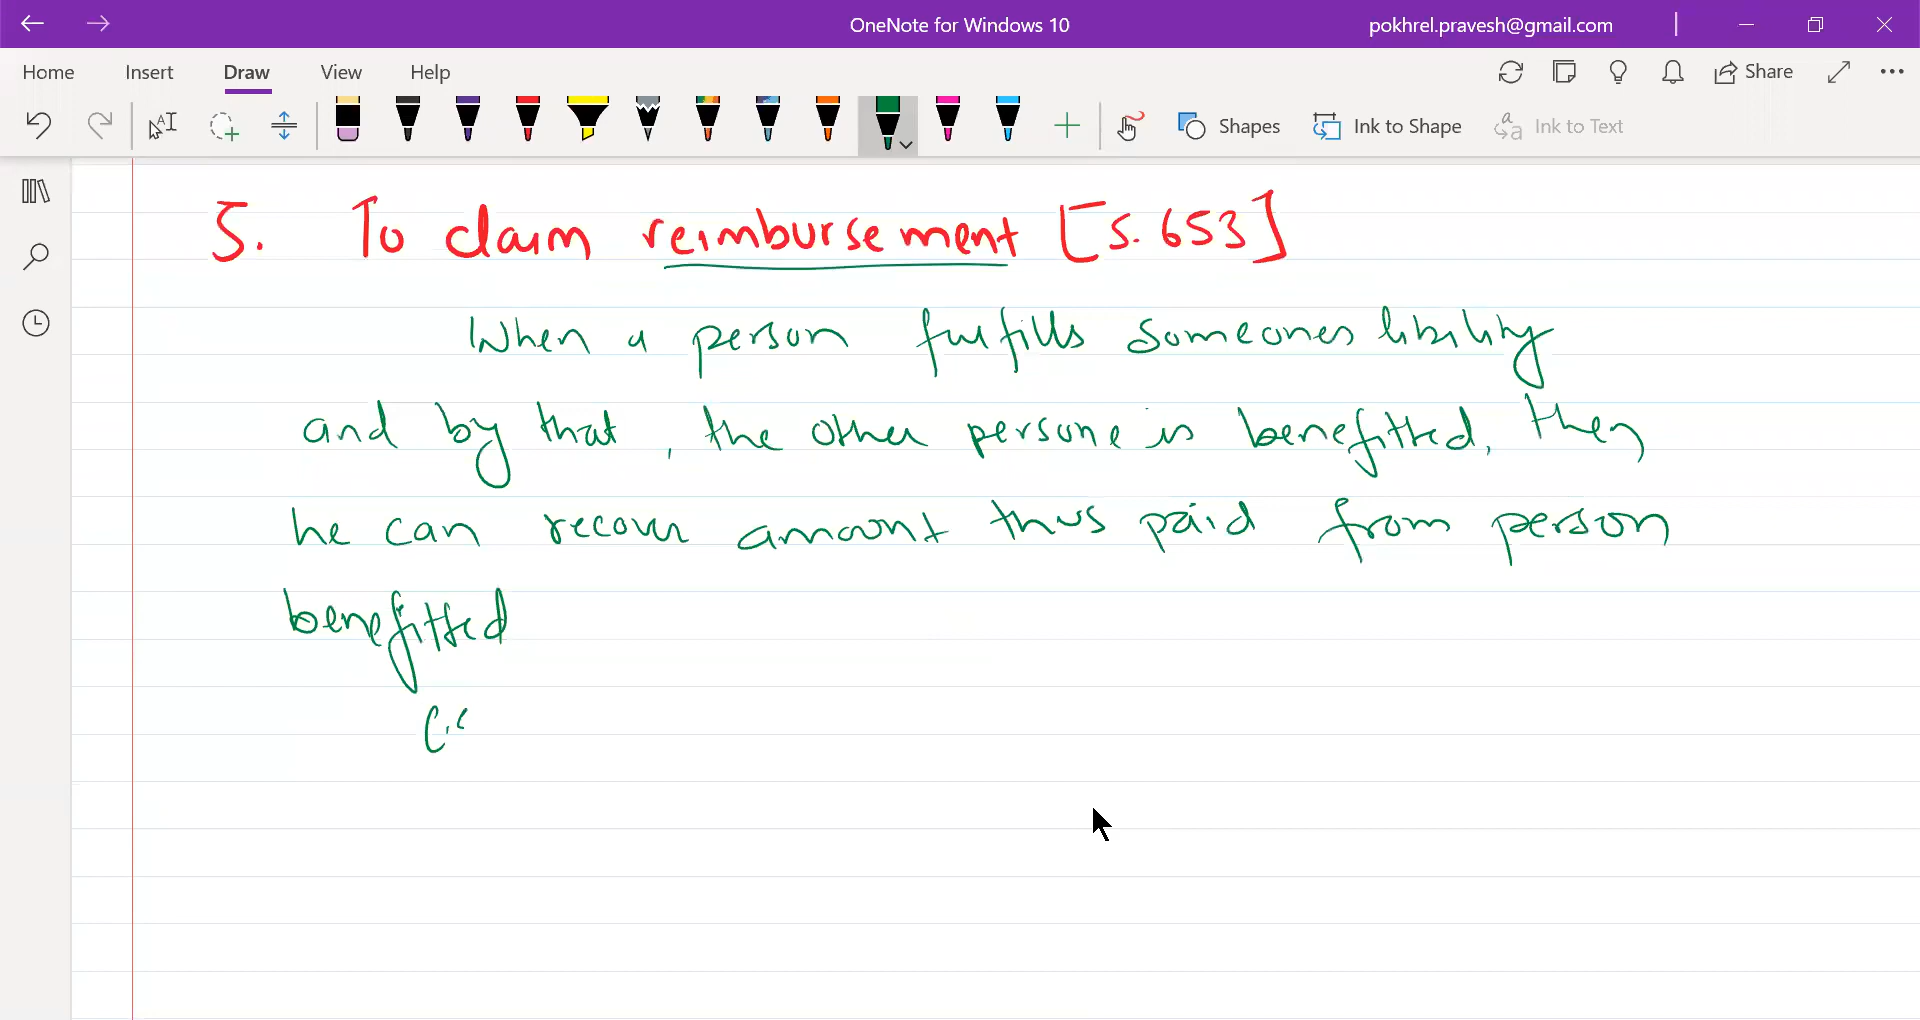 OneNote for Windows 10
pokhrel.pravesh@gmail.com
Home Insert Draw View Help
Share
Shapes Ink to Shape Ink to Text
5. To claim reimbursement [S. 653]
When a person fulfills someones libility
and by that, the other persone is benefitted, then
he can recover amount thus paid from person
benefitted